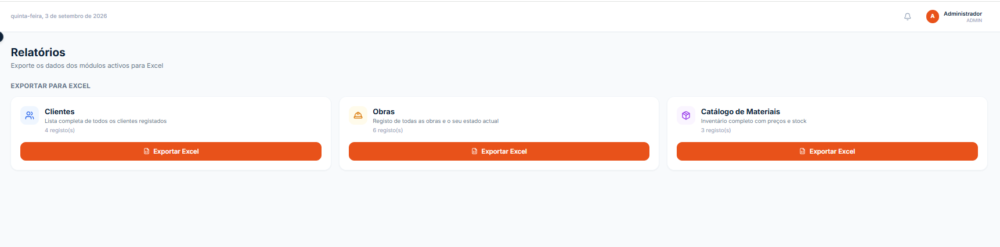 quinta-feira, 3 de setembro de 2026
A
Administrador
ADMIN
Relatórios
Exporte os dados dos módulos activos para Excel
EXPORTAR PARA EXCEL
Clientes
Lista completa de todos os clientes registados
4 registo(s)
Exportar Excel
Obras
Registo de todas as obras e o seu estado actual
6 registo(s)
Exportar Excel
Catálogo de Materiais
Inventário completo com preços e stock
3 registo(s)
Exportar Excel